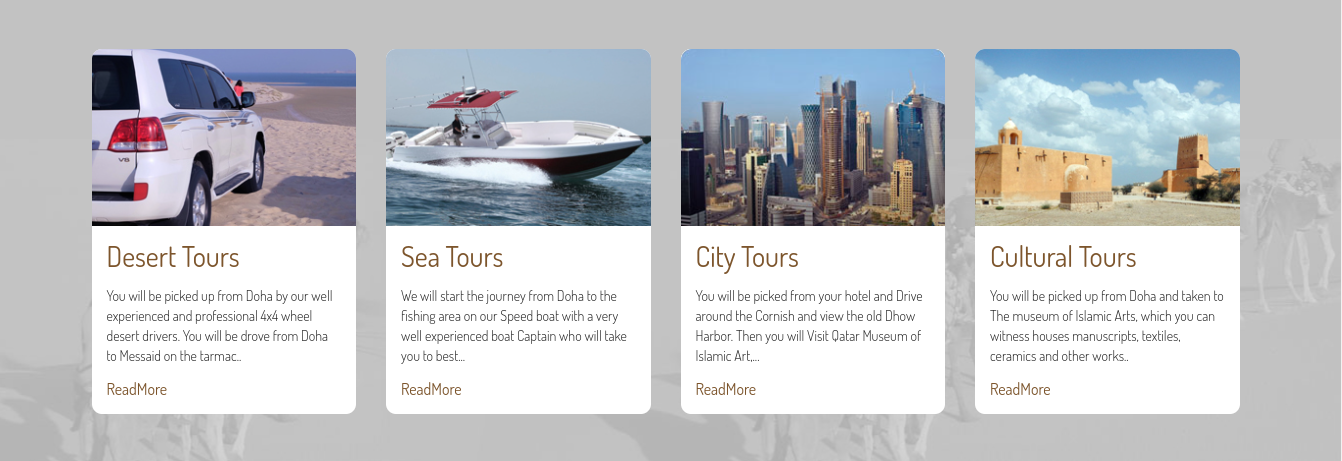 V8
Desert Tours
You will be picked up from Doha by our well
experienced and professional 4x4 wheel
desert drivers. You will be drove from Doha
to Messaid on the tarmac..
ReadMore
Sea Tours
We will start the journey from Doha to the
fishing area on our Speed boat with a very
well experienced boat Captain who will take
you to best...
ReadMore
City Tours
You will be picked from your hotel and Drive
around the Cornish and view the old Dhow
Harbor. Then you will Visit Qatar Museum of
Islamic Art,...
ReadMore
Cultural Tours
You will be picked up from Doha and taken to
The museum of Islamic Arts, which you can
witness houses manuscripts, textiles,
ceramics and other works..
ReadMore